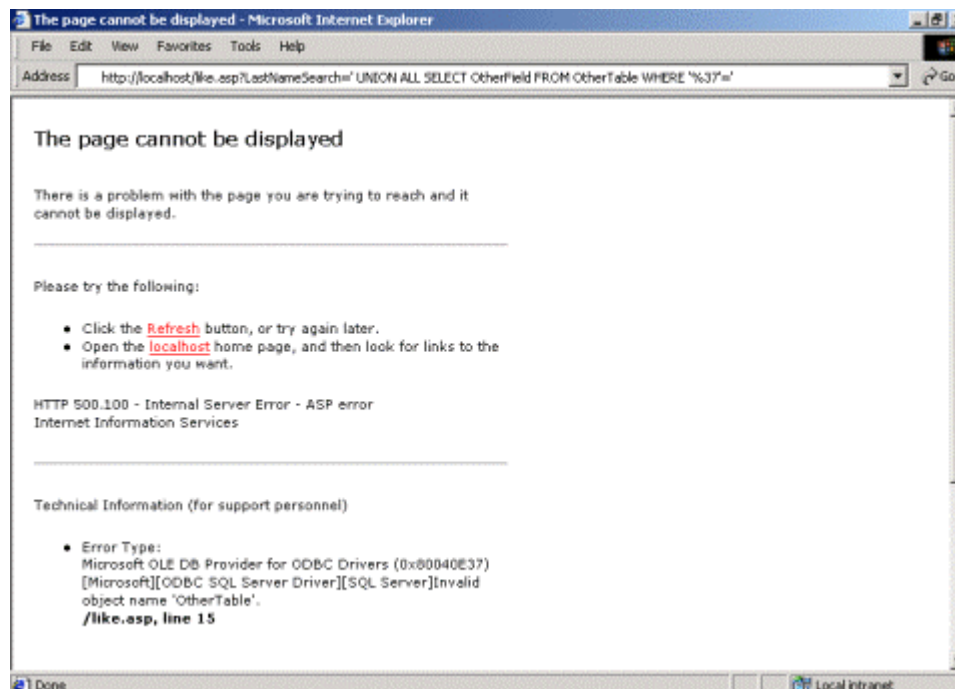 The page cannot be displayed - Microsoft Internet Explorer
File Edit View Favorites Tools Help
Address http://localhost/like.asp?LastNameSearch=' UNION ALL SELECT OtherField FROM OtherTable WHERE '%37'='
Go
The page cannot be displayed
There is a problem with the page you are trying to reach and it
cannot be displayed.
Please try the following:
• Click the Refresh button, or try again later.
• Open the localhost home page, and then look for links to the
information you want.
HTTP 500.100 - Internal Server Error - ASP error
Internet Information Services
Technical Information (for support personnel)
• Error Type:
Microsoft OLE DB Provider for ODBC Drivers (0x80040E37)
[Microsoft][ODBC SQL Server Driver][SQL Server]Invalid
object name 'OtherTable'.
/like.asp, line 15
Done
Local intranet